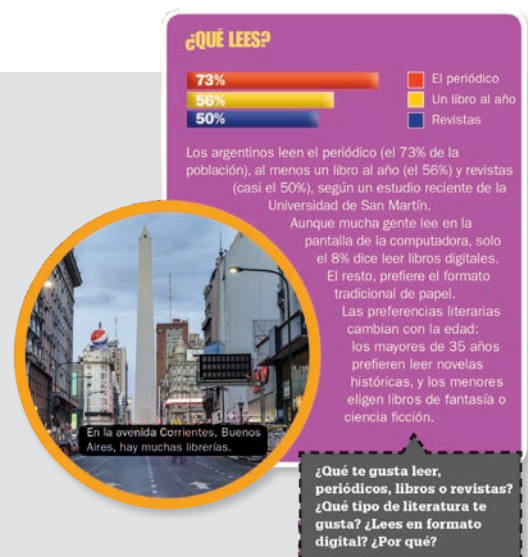 ¿QUÉ LEES?
73%
56%
50%
El periódico
Un libro al año
Revistas
Los argentinos leen el periódico (el 73% de la
población), al menos un libro al año (el 56%) y revistas
(casi el 50%), según un estudio reciente de la
Universidad de San Martín.
Aunque mucha gente lee en la
pantalla de la computadora, solo
el 8% dice leer libros digitales.
El resto, prefiere el formato
tradicional de papel.
Las preferencias literarias
cambian con la edad:
los mayores de 35 años
prefieren leer novelas
históricas, y los menores
eligen libros de fantasía o
ciencia ficción.
En la avenida Corrientes, Buenos
Aires, hay muchas librerías.
¿Qué te gusta leer,
periódicos, libros o revistas?
¿Qué tipo de literatura te
gusta? ¿Lees en formato
digital? ¿Por qué?